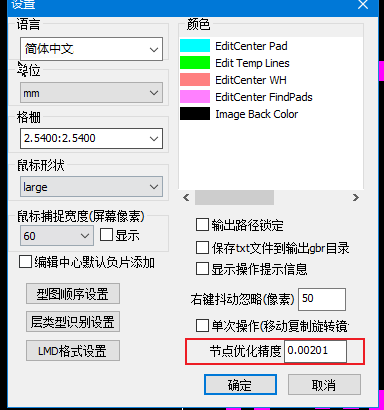 设置
语言
简体中文
单位
mm
格栅
2.5400:2.5400
鼠标形状
large
鼠标捕捉宽度(屏幕像素)
60
显示
编辑中心默认负片添加
型图顺序设置
层类型识别设置
LMD格式设置
颜色
EditCenter Pad
Edit Temp Lines
EditCenter WH
EditCenter FindPads
Image Back Color
输出路径锁定
保存txt文件到输出gbr目录
显示操作提示信息
右键抖动忽略(像素) 50
单次操作(移动复制旋转镜
节点优化精度 0.00201
确定
取消